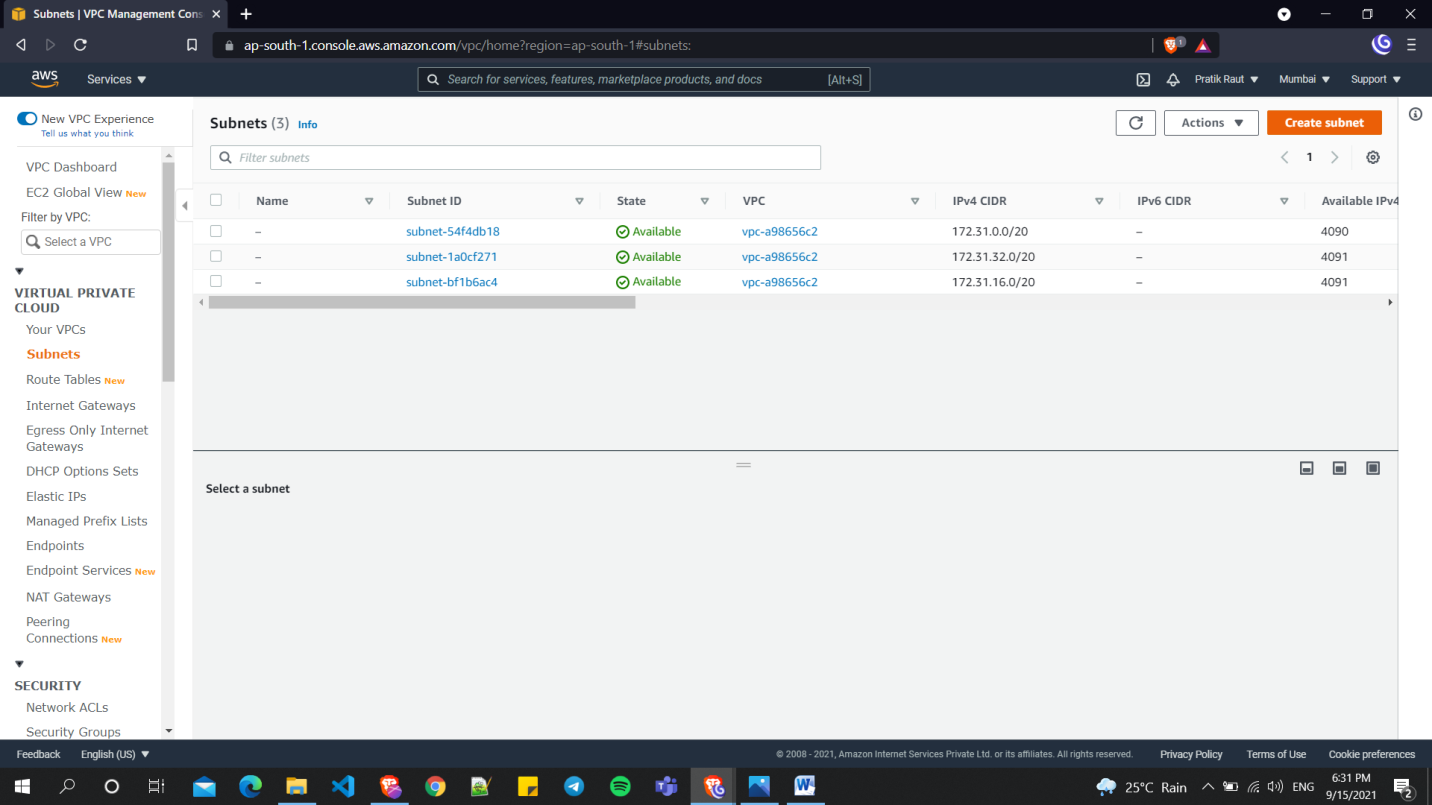 Subnets | VPC Management Cons
ap-south-1.console.aws.amazon.com/vpc/home?region=ap-south-1#subnets:
1
aws
Services
Search for services, features, marketplace products, and docs
[Alt+S]
Pratik Raut
Mumbai
Support
New VPC Experience
Tell us what you think
VPC Dashboard
EC2 Global View New
Filter by VPC:
Select a VPC
VIRTUAL PRIVATE
CLOUD
Your VPCs
Subnets
Route Tables New
Internet Gateways
Egress Only Internet
Gateways
DHCP Options Sets
Elastic IPs
Managed Prefix Lists
Endpoints
Endpoint Services New
NAT Gateways
Peering
Connections New
SECURITY
Network ACLs
Security Groups
Subnets (3) Info
Actions
Create subnet
Filter subnets
1
Name Subnet ID State VPC IPv4 CIDR IPv6 CIDR Available IPv4
– subnet-54f4db18 Available vpc-a98656c2 172.31.0.0/20 – 4090
– subnet-1a0cf271 Available vpc-a98656c2 172.31.32.0/20 – 4091
– subnet-bf1b6ac4 Available vpc-a98656c2 172.31.16.0/20 – 4091
Select a subnet
Feedback English (US)
© 2008 - 2021, Amazon Internet Services Private Ltd. or its affiliates. All rights reserved. Privacy Policy Terms of Use Cookie preferences
25°C Rain
ENG
6:31 PM
9/15/2021
2